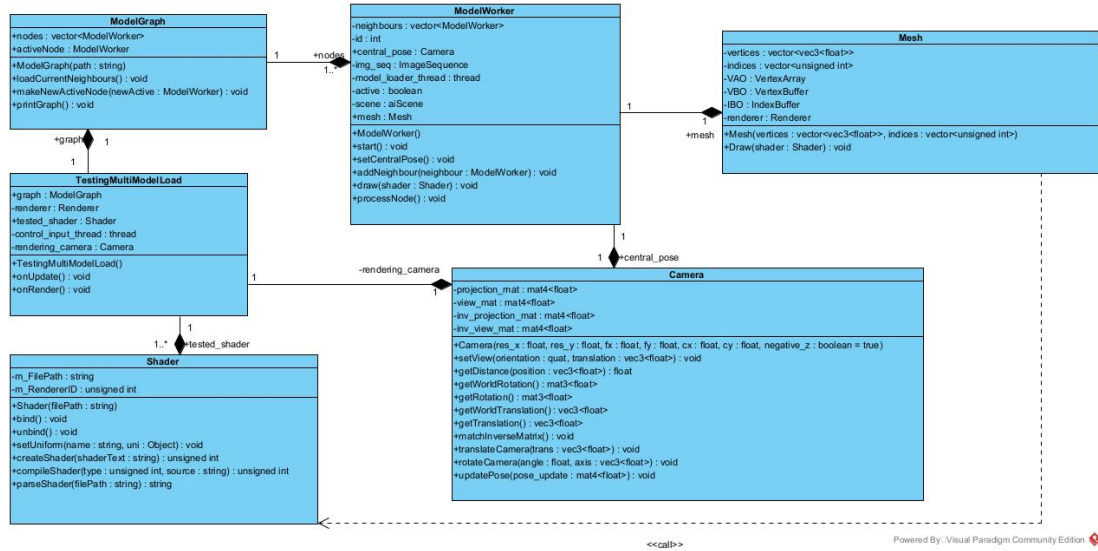 ModelGraph
+nodes : vector<ModelWorker>
+activeNode : ModelWorker
+ModelGraph(path : string)
+loadCurrentNeighbours() : void
+makeNewActiveNode(newActive : ModelWorker) : void
+printGraph() : void
1
+nodes
1..*
ModelWorker
-neighbours : vector<ModelWorker>
-id : int
+central_pose : Camera
-img_seq : ImageSequence
-model_loader_thread : thread
-active : boolean
-scene : aiScene
+mesh : Mesh
+ModelWorker()
+start() : void
+setCentralPose() : void
+addNeighbour(neighbour : ModelWorker) : void
+draw(shader : Shader) : void
+processNode() : void
1
1
+mesh
Mesh
-vertices : vector<vec3<float>>
-indices : vector<unsigned int>
-VAO : VertexArray
-VBO : VertexBuffer
-IBO : IndexBuffer
-renderer : Renderer
+Mesh(vertices : vector<vec3<float>>, indices : vector<unsigned int>)
+Draw(shader : Shader) : void
+graph
1
1
TestingMultiModelLoad
+graph : ModelGraph
-renderer : Renderer
+tested_shader : Shader
-control_input_thread : thread
-rendering_camera : Camera
+TestingMultiModelLoad()
+onUpdate() : void
+onRender() : void
1
-rendering_camera
1
1
1
+central_pose
Camera
-projection_mat : mat4<float>
-view_mat : mat4<float>
-inv_projection_mat : mat4<float>
-inv_view_mat : mat4<float>
+Camera(res_x : float, res_y : float, fx : float, fy : float, cx : float, cy : float, negative_z : boolean = true)
+setView(orientation : quat, translation : vec3<float>) : void
+getDistance(position : vec3<float>) : float
+getWorldRotation() : mat3<float>
+getRotation() : mat3<float>
+getWorldTranslation() : vec3<float>
+getTranslation() : vec3<float>
+matchInverseMatrix() : void
+translateCamera(trans : vec3<float>) : void
+rotateCamera(angle : float, axis : vec3<float>) : void
+updatePose(pose_update : mat4<float>) : void
1
1..*
+tested_shader
Shader
-m_FilePath : string
-m_RendererID : unsigned int
+Shader(filePath : string)
+bind() : void
+unbind() : void
+setUniform(name : string, uni : Object) : void
+createShader(shaderText : string) : unsigned int
+compileShader(type : unsigned int, source : string) : unsigned int
+parseShader(filePath : string) : string
<<call>>
Powered By: Visual Paradigm Community Edition